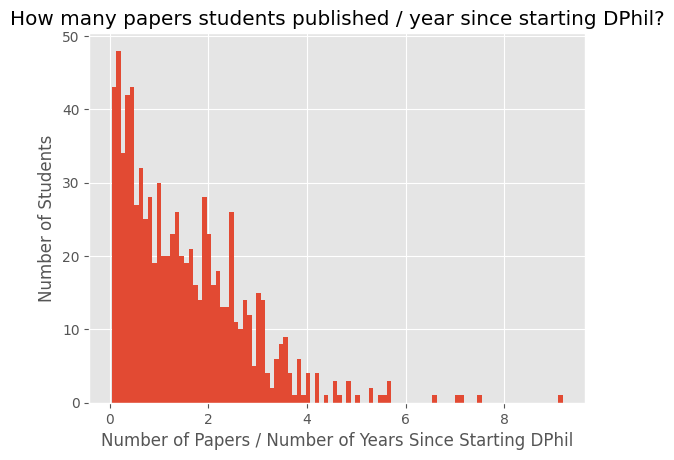 How many papers students published / year since starting DPhil?
50
40
30
20
10
0
Number of Students
0 2 4 6 8
Number of Papers / Number of Years Since Starting DPhil